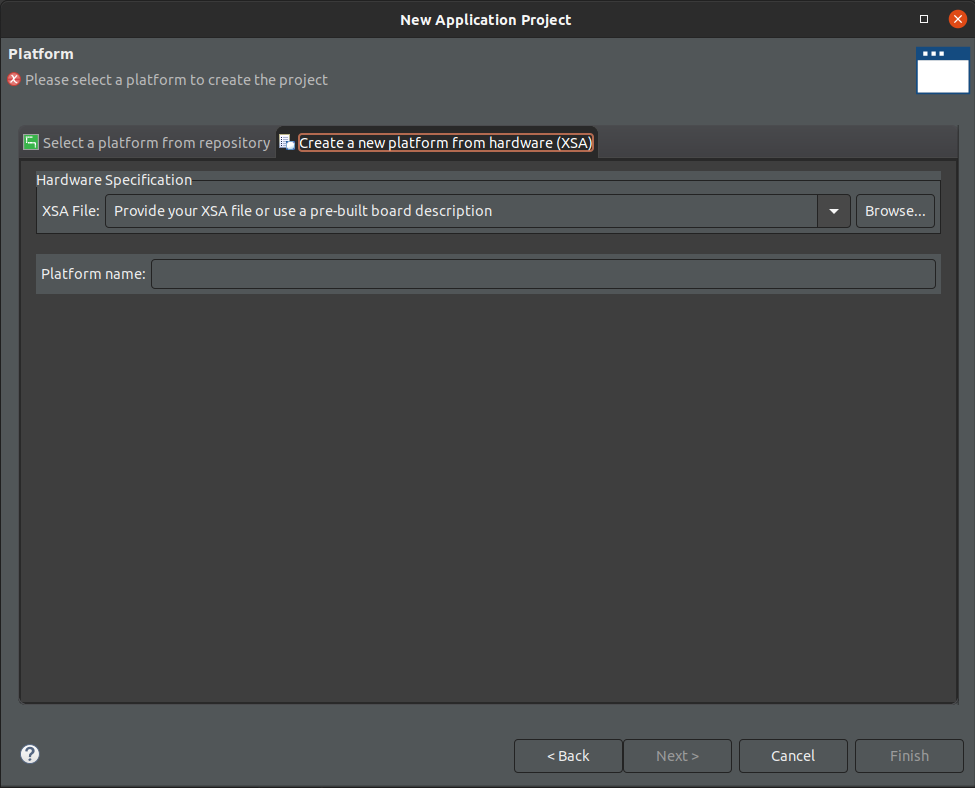 New Application Project
Platform
Please select a platform to create the project
Select a platform from repository Create a new platform from hardware (XSA)
Hardware Specification
XSA File: Provide your XSA file or use a pre-built board description Browse...
Platform name:
? < Back Next > Cancel Finish